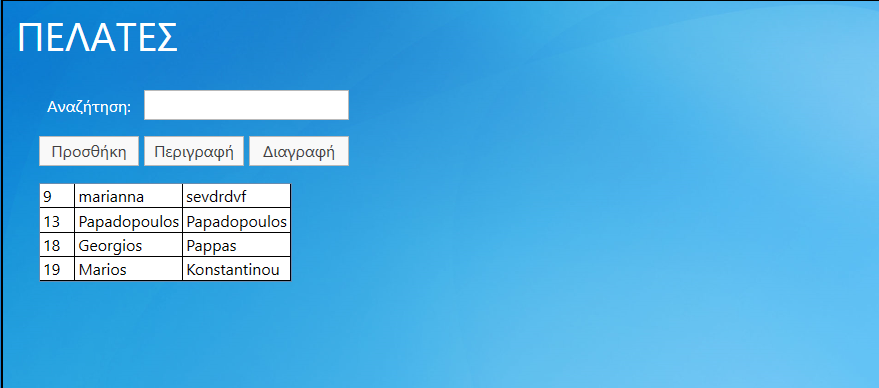 ΠΕΛΑΤΕΣ
Αναζήτηση:
Προσθήκη Περιγραφή Διαγραφή
9 marianna sevdrdvf
13 Papadopoulos Papadopoulos
18 Georgios Pappas
19 Marios Konstantinou